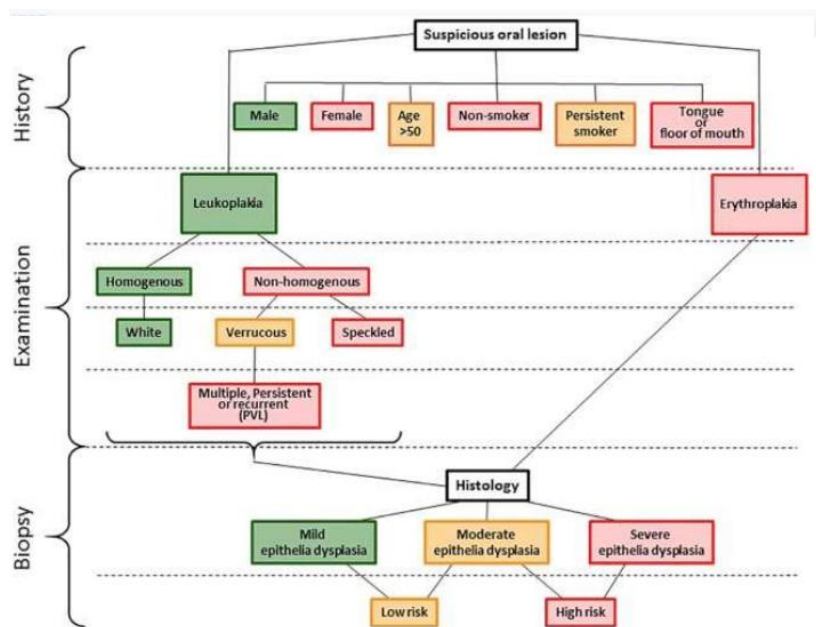 Suspicious oral lesion
History
Male
Female
Age
>50
Non-smoker
Persistent
smoker
Tongue
or
floor of mouth
Examination
Leukoplakia
Erythroplakia
Homogenous
Non-homogenous
White
Verrucous
Speckled
Multiple, Persistent
or recurrent
(PVL)
Biopsy
Histology
Mild
epithelia dysplasia
Moderate
epithelia dysplasia
Severe
epithelia dysplasia
Low risk
High risk